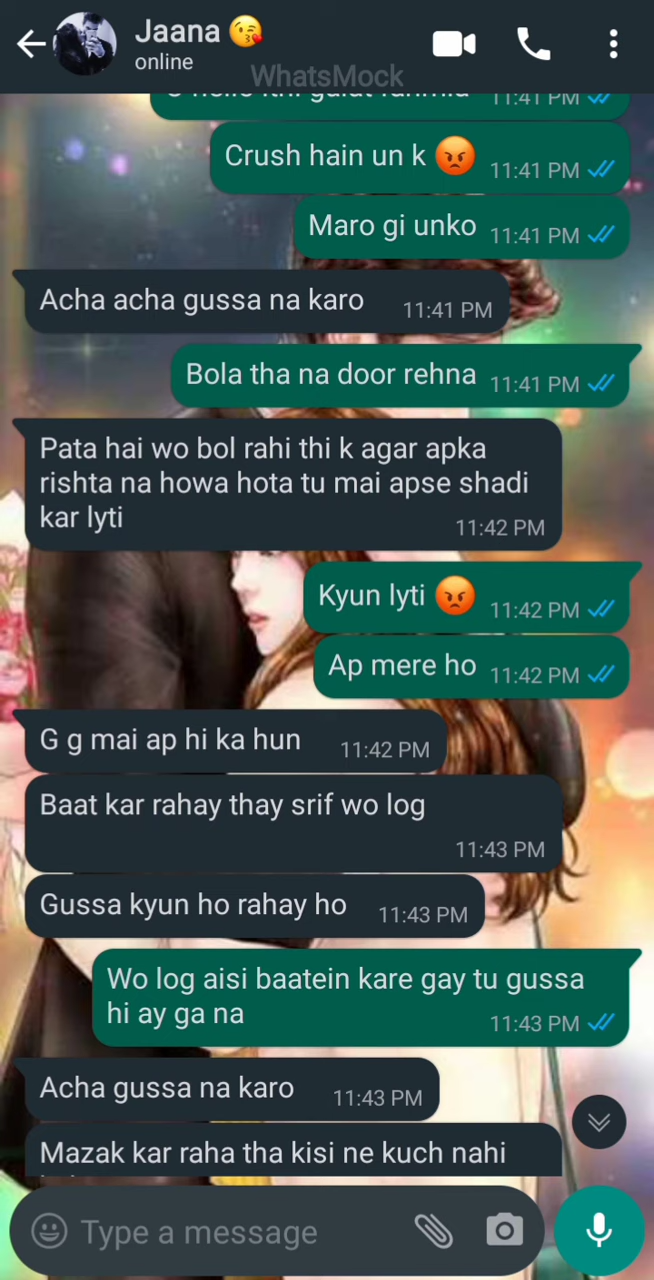 Jaana 😘
online
WhatsMock
11:41 PM
Crush hain un k 😡 11:41 PM
Maro gi unko 11:41 PM
Acha acha gussa na karo 11:41 PM
Bola tha na door rehna 11:41 PM
Pata hai wo bol rahi thi k agar apka
rishta na howa hota tu mai apse shadi
kar lyti 11:42 PM
Kyun lyti 😡 11:42 PM
Ap mere ho 11:42 PM
G g mai ap hi ka hun 11:42 PM
Baat kar rahay thay srif wo log
11:43 PM
Gussa kyun ho rahay ho 11:43 PM
Wo log aisi baatein kare gay tu gussa
hi ay ga na 11:43 PM
Acha gussa na karo 11:43 PM
Mazak kar raha tha kisi ne kuch nahi
Type a message